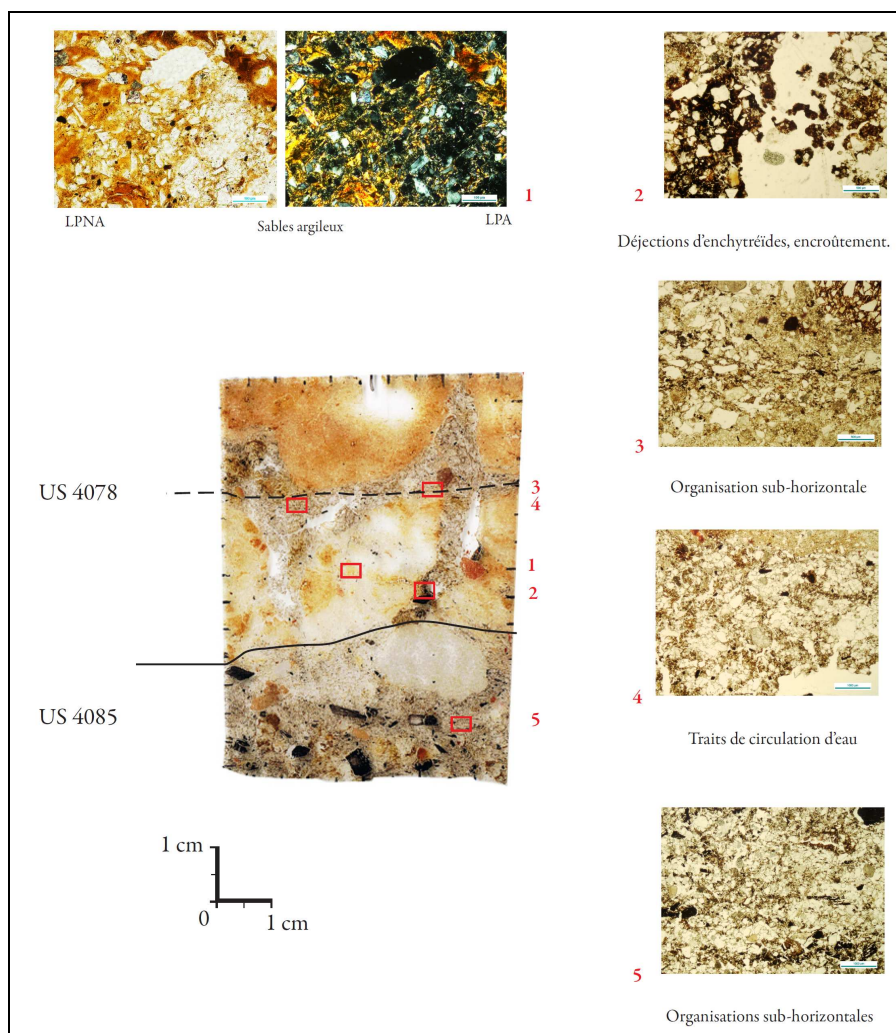 1
2
LPNA
Sables argileux
LPA
Déjections d’enchytréïdes, encroûtement.
3
Organisation sub-horizontale
US 4078
3
4
1
2
4
Traits de circulation d’eau
US 4085
5
1 cm
0
1 cm
5
Organisations sub-horizontales